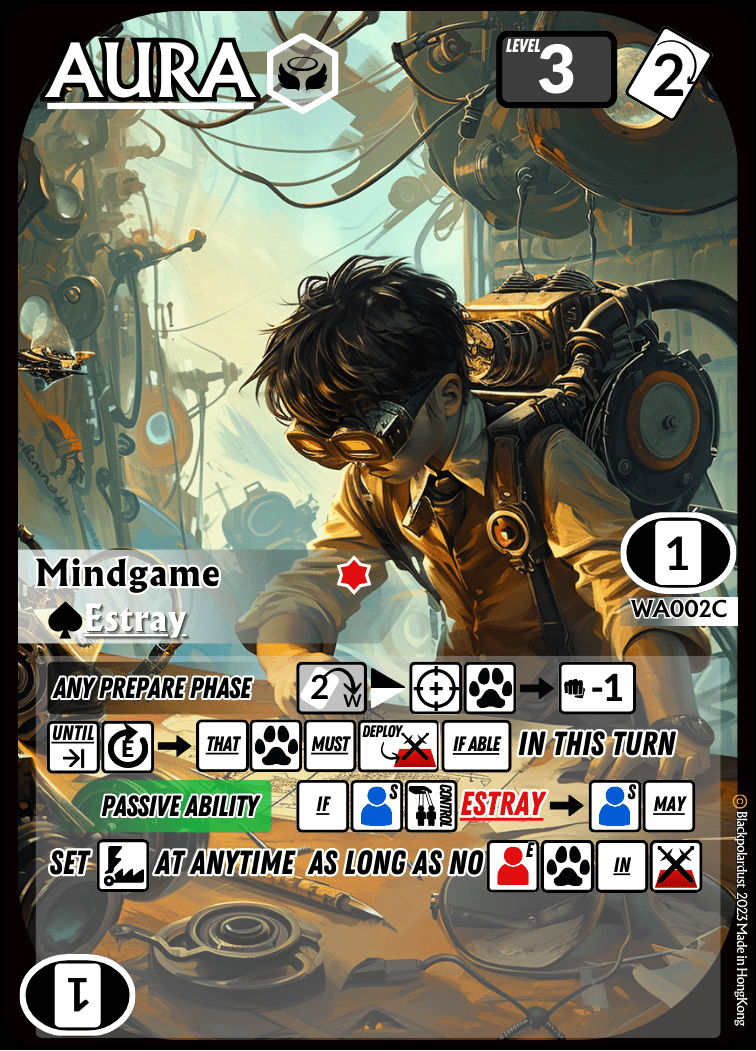 AURA
LEVEL 3
2
1
Mindgame
WA002C
Estray
ANY PREPARE PHASE 2 W -1
UNTIL E THAT MUST DEPLOY IF ABLE IN THIS TURN
PASSIVE ABILITY IF S CONTROL ESTRAY S MAY
SET AT ANYTIME AS LONG AS NO E IN
1
© Blackpolardust 2023 Made in HongKong